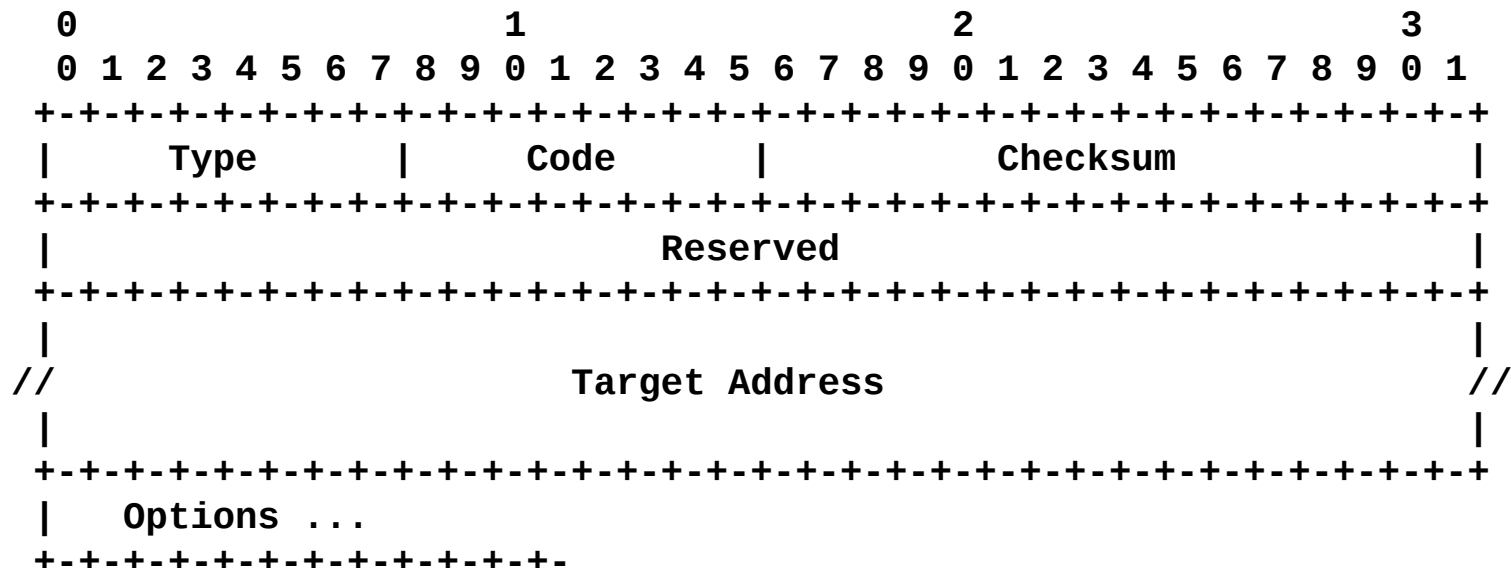 0                   1                   2                   3
 0 1 2 3 4 5 6 7 8 9 0 1 2 3 4 5 6 7 8 9 0 1 2 3 4 5 6 7 8 9 0 1
+-+-+-+-+-+-+-+-+-+-+-+-+-+-+-+-+-+-+-+-+-+-+-+-+-+-+-+-+-+-+-+-+
|     Type      |     Code      |          Checksum             |
+-+-+-+-+-+-+-+-+-+-+-+-+-+-+-+-+-+-+-+-+-+-+-+-+-+-+-+-+-+-+-+-+
|                           Reserved                            |
+-+-+-+-+-+-+-+-+-+-+-+-+-+-+-+-+-+-+-+-+-+-+-+-+-+-+-+-+-+-+-+-+
|                                                               |
//                       Target Address                          //
|                                                               |
+-+-+-+-+-+-+-+-+-+-+-+-+-+-+-+-+-+-+-+-+-+-+-+-+-+-+-+-+-+-+-+-+
|   Options ...
+-+-+-+-+-+-+-+-+-+-+-+-